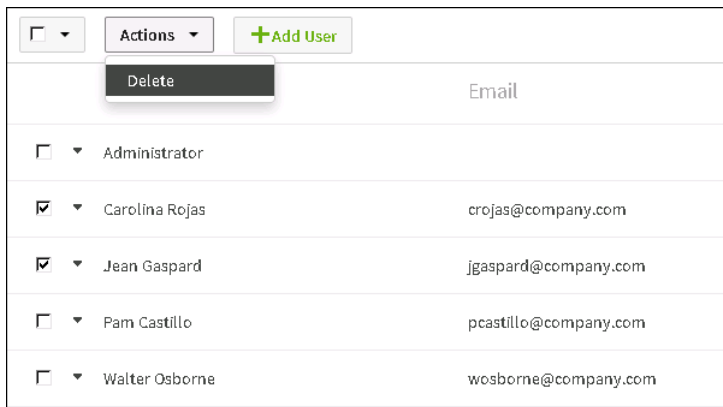 Actions Add User
Delete
Email
Administrator
Carolina Rojas crojas@company.com
Jean Gaspard jgaspard@company.com
Pam Castillo pcastillo@company.com
Walter Osborne wosborne@company.com